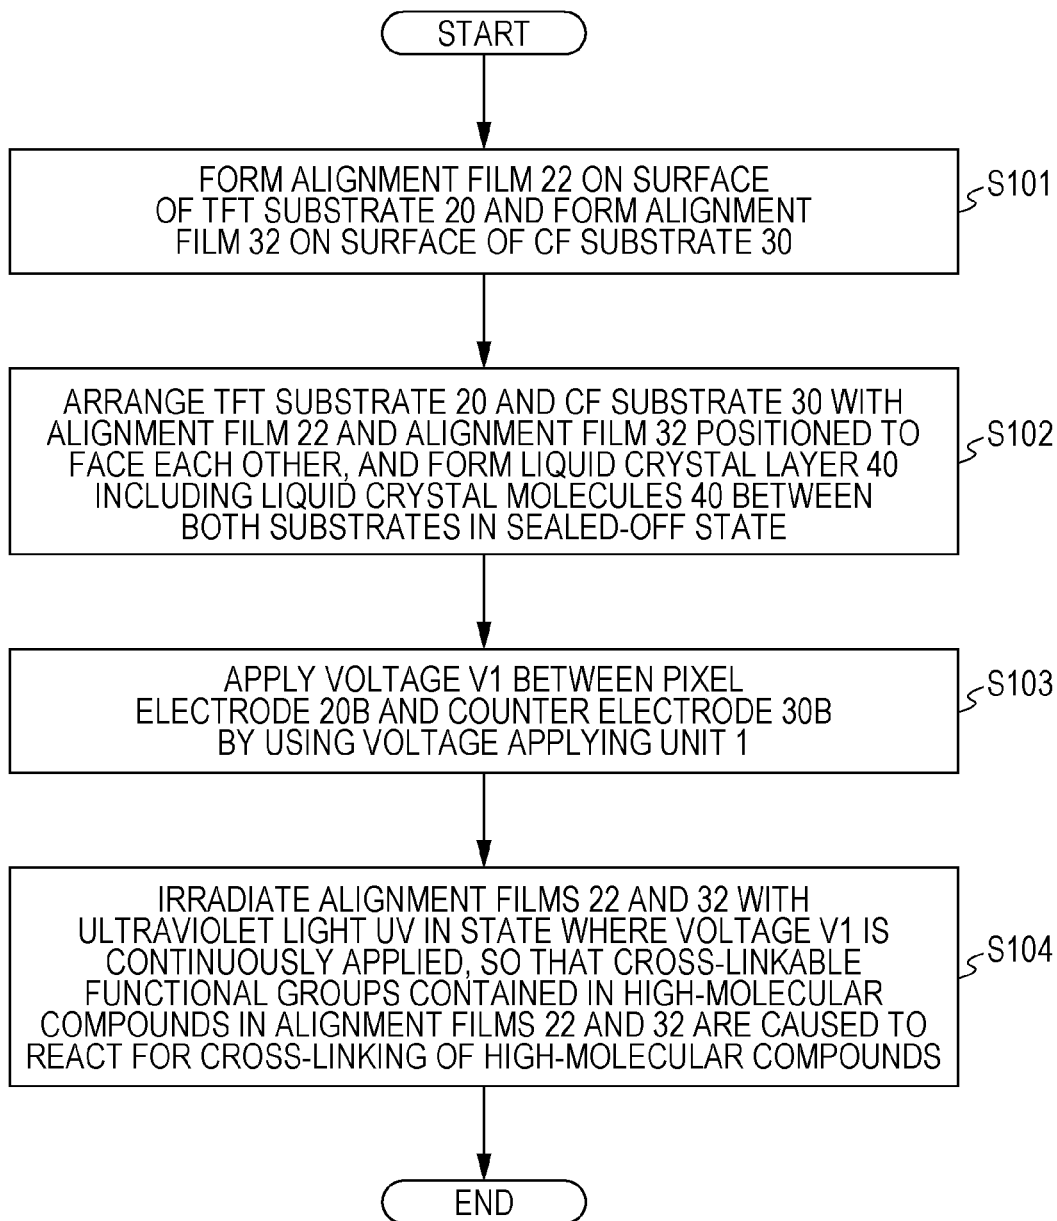 START
FORM ALIGNMENT FILM 22 ON SURFACE
OF TFT SUBSTRATE 20 AND FORM ALIGNMENT
FILM 32 ON SURFACE OF CF SUBSTRATE 30
S101
ARRANGE TFT SUBSTRATE 20 AND CF SUBSTRATE 30 WITH
ALIGNMENT FILM 22 AND ALIGNMENT FILM 32 POSITIONED TO
FACE EACH OTHER, AND FORM LIQUID CRYSTAL LAYER 40
INCLUDING LIQUID CRYSTAL MOLECULES 40 BETWEEN
BOTH SUBSTRATES IN SEALED-OFF STATE
S102
APPLY VOLTAGE V1 BETWEEN PIXEL
ELECTRODE 20B AND COUNTER ELECTRODE 30B
BY USING VOLTAGE APPLYING UNIT 1
S103
IRRADIATE ALIGNMENT FILMS 22 AND 32 WITH
ULTRAVIOLET LIGHT UV IN STATE WHERE VOLTAGE V1 IS
CONTINUOUSLY APPLIED, SO THAT CROSS-LINKABLE
FUNCTIONAL GROUPS CONTAINED IN HIGH-MOLECULAR
COMPOUNDS IN ALIGNMENT FILMS 22 AND 32 ARE CAUSED TO
REACT FOR CROSS-LINKING OF HIGH-MOLECULAR COMPOUNDS
S104
END